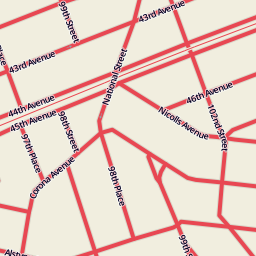 99th Street
43rd Avenue
43rd Avenue
National Street
44th Avenue
45th Avenue
46th Avenue
Nicolls Avenue
102nd Street
98th Street
97th Place
Corona Avenue
98th Place